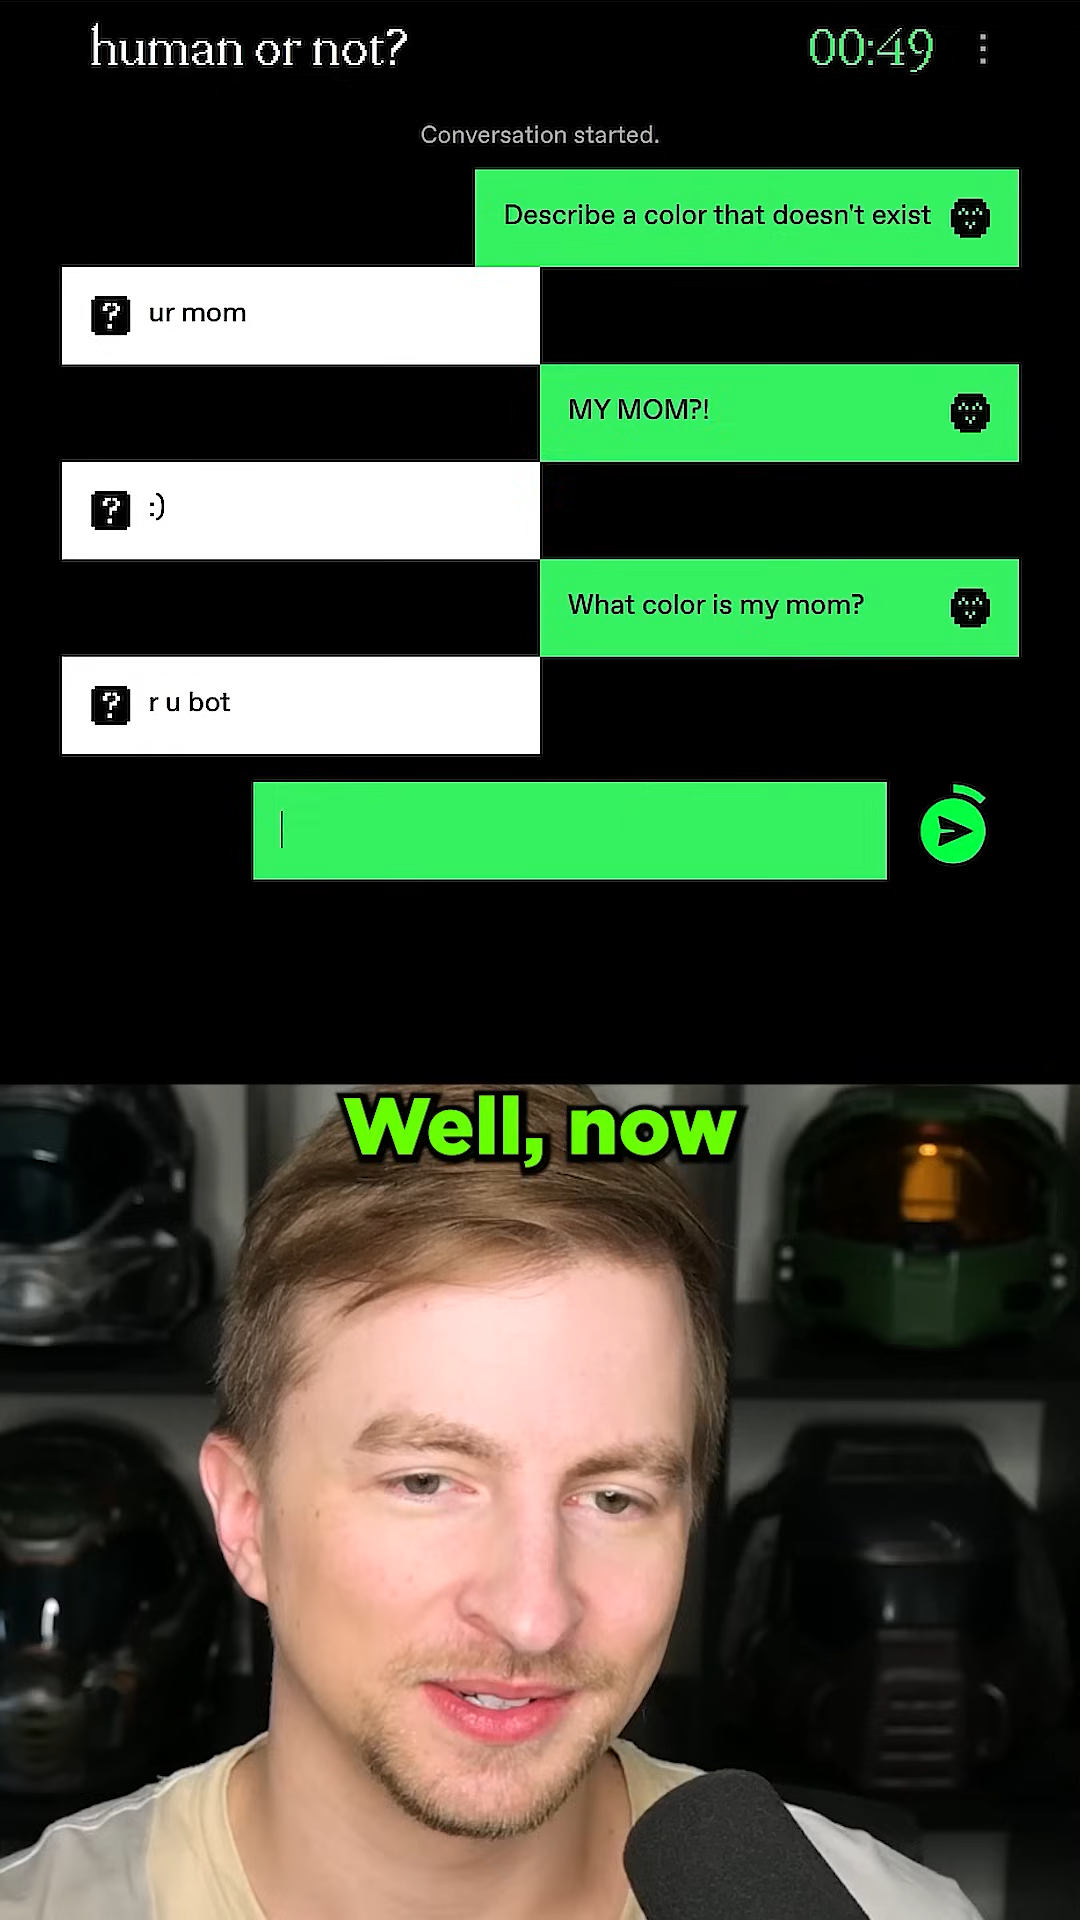 human or not?
00:49
Conversation started.
Describe a color that doesn't exist
? ur mom
MY MOM?!
? :)
What color is my mom?
? r u bot
Well, now